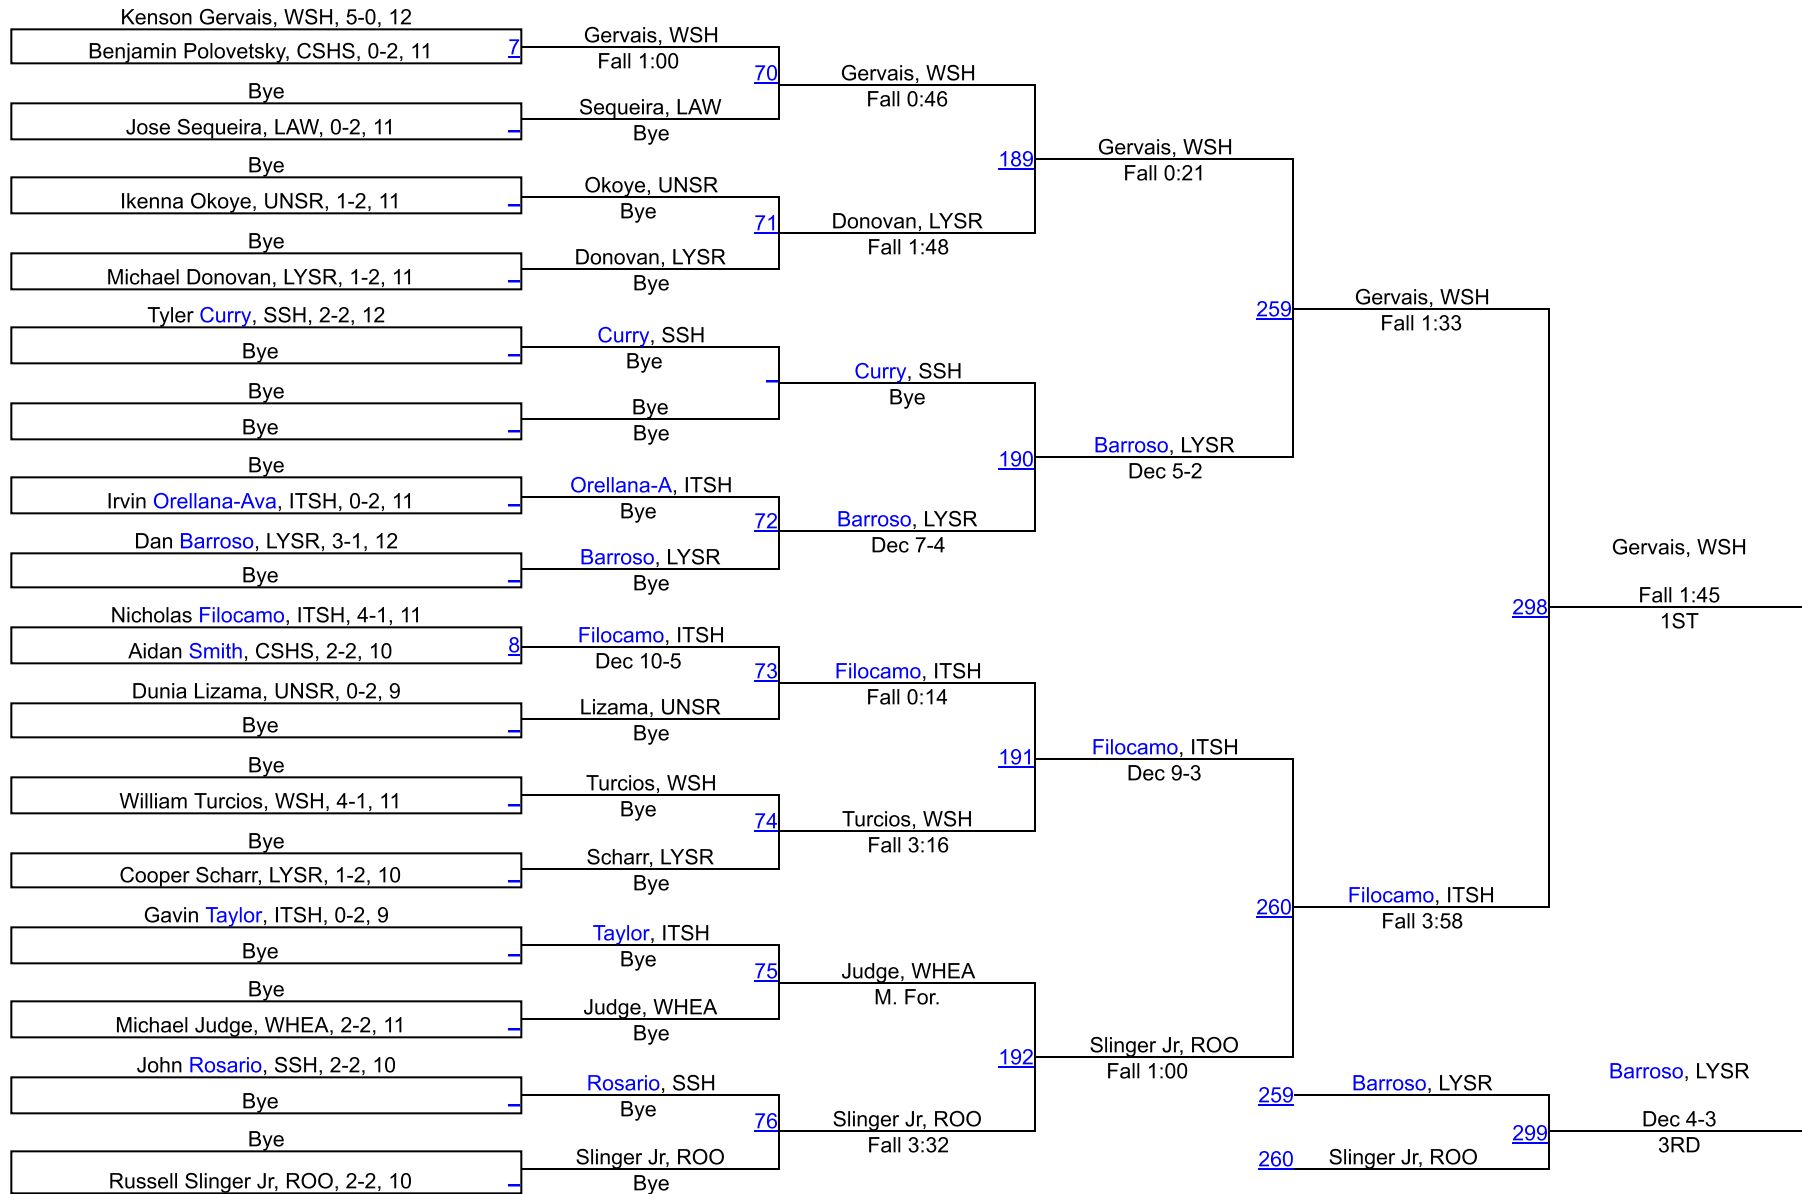 Kenson Gervais, WSH, 5-0, 12
Benjamin Polovetsky, CSHS, 0-2, 11
7
Bye
Jose Sequeira, LAW, 0-2, 11
Bye
Ikenna Okoye, UNSR, 1-2, 11
Bye
Michael Donovan, LYSR, 1-2, 11
Tyler Curry, SSH, 2-2, 12
Bye
Bye
Bye
Bye
Irvin Orellana-Ava, ITSH, 0-2, 11
Dan Barroso, LYSR, 3-1, 12
Bye
Nicholas Filocamo, ITSH, 4-1, 11
Aidan Smith, CSHS, 2-2, 10
8
Dunia Lizama, UNSR, 0-2, 9
Bye
Bye
William Turcios, WSH, 4-1, 11
Bye
Cooper Scharr, LYSR, 1-2, 10
Gavin Taylor, ITSH, 0-2, 9
Bye
Bye
Michael Judge, WHEA, 2-2, 11
John Rosario, SSH, 2-2, 10
Bye
Bye
Russell Slinger Jr, ROO, 2-2, 10
Gervais, WSH
Fall 1:00
70
Sequeira, LAW
Bye
Okoye, UNSR
Bye
71
Donovan, LYSR
Bye
Curry, SSH
Bye
Bye
Bye
Orellana-A, ITSH
Bye
72
Barroso, LYSR
Bye
Filocamo, ITSH
Dec 10-5
73
Lizama, UNSR
Bye
Turcios, WSH
Bye
74
Scharr, LYSR
Bye
Taylor, ITSH
Bye
75
Judge, WHEA
Bye
Rosario, SSH
Bye
76
Slinger Jr, ROO
Bye
Gervais, WSH
Fall 0:46
189
Donovan, LYSR
Fall 1:48
Curry, SSH
Bye
190
Barroso, LYSR
Dec 7-4
Filocamo, ITSH
Fall 0:14
191
Turcios, WSH
Fall 3:16
Judge, WHEA
M. For.
192
Slinger Jr, ROO
Fall 3:32
Gervais, WSH
Fall 0:21
259
Barroso, LYSR
Dec 5-2
Filocamo, ITSH
Dec 9-3
260
Slinger Jr, ROO
Fall 1:00
Gervais, WSH
Fall 1:33
298
Filocamo, ITSH
Fall 3:58
Gervais, WSH
Fall 1:45
1ST
259
Barroso, LYSR
299
260
Slinger Jr, ROO
Barroso, LYSR
Dec 4-3
3RD